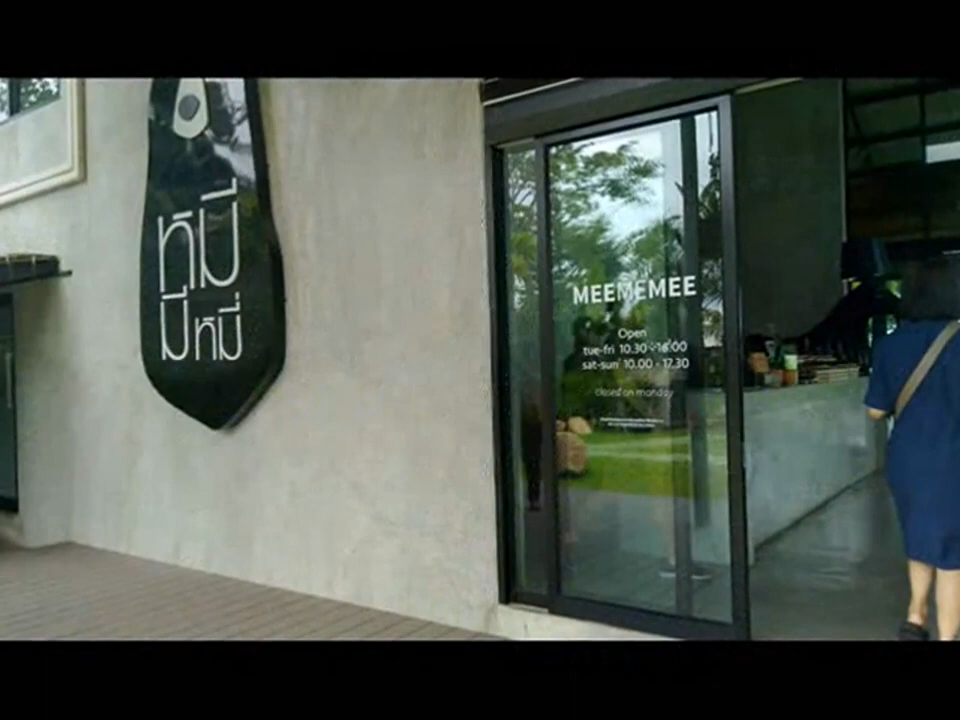 หมี
มี หมี่
MEEMEMEE
Open
tue-fri 10.30 - 16.00
sat-sun 10.00 - 17.30
closed on monday